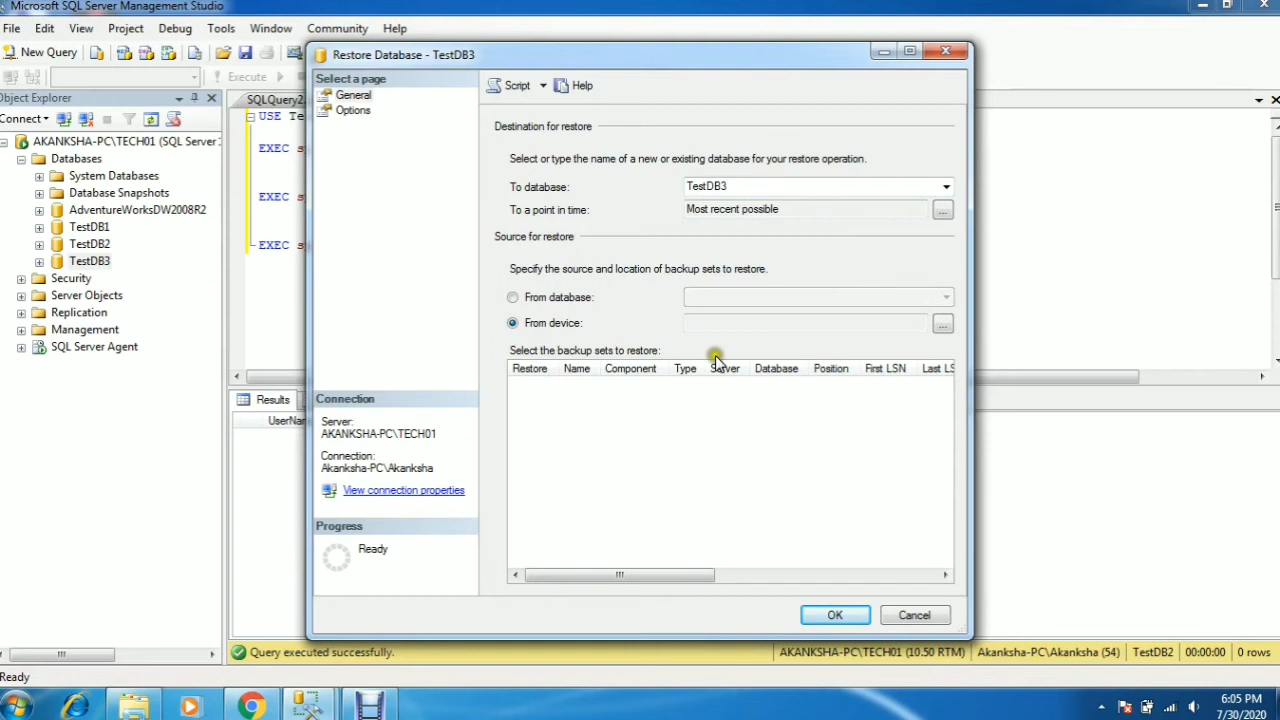 Microsoft SQL Server Management Studio
File Edit View Project Debug Tools Window Community Help
New Query
Execute
Object Explorer
Connect
AKANKSHA-PC\TECH01 (SQL Server
Databases
System Databases
Database Snapshots
AdventureWorksDW2008R2
TestDB1
TestDB2
TestDB3
Security
Server Objects
Replication
Management
SQL Server Agent
SQLQuery2.
USE Te
EXEC s
EXEC s
EXEC s
Results
UserNam
Restore Database - TestDB3
Select a page
General
Options
Script Help
Destination for restore
Select or type the name of a new or existing database for your restore operation.
To database: TestDB3
To a point in time: Most recent possible ...
Source for restore
Specify the source and location of backup sets to restore.
From database:
From device: ...
Select the backup sets to restore:
Restore Name Component Type Server Database Position First LSN Last LS
Connection
Server:
AKANKSHA-PC\TECH01
Connection:
Akanksha-PC\Akanksha
View connection properties
Progress
Ready
OK Cancel
Query executed successfully. AKANKSHA-PC\TECH01 (10.50 RTM) Akanksha-PC\Akanksha (54) TestDB2 00:00:00 0 rows
Ready
6:05 PM
7/30/2020